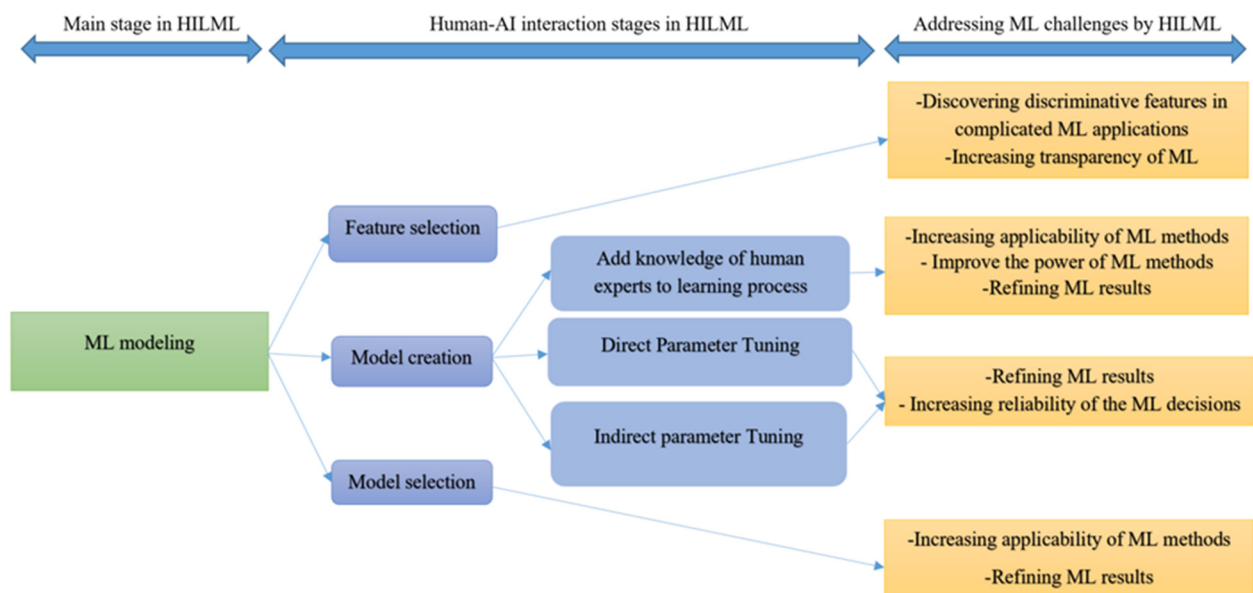 Main stage in HILML
Human-AI interaction stages in HILML
Addressing ML challenges by HILML
-Discovering discriminative features in
complicated ML applications
-Increasing transparency of ML
Feature selection
Add knowledge of human
experts to learning process
-Increasing applicability of ML methods
- Improve the power of ML methods
-Refining ML results
ML modeling
Model creation
Direct Parameter Tuning
Indirect parameter Tuning
-Refining ML results
- Increasing reliability of the ML decisions
Model selection
-Increasing applicability of ML methods
-Refining ML results